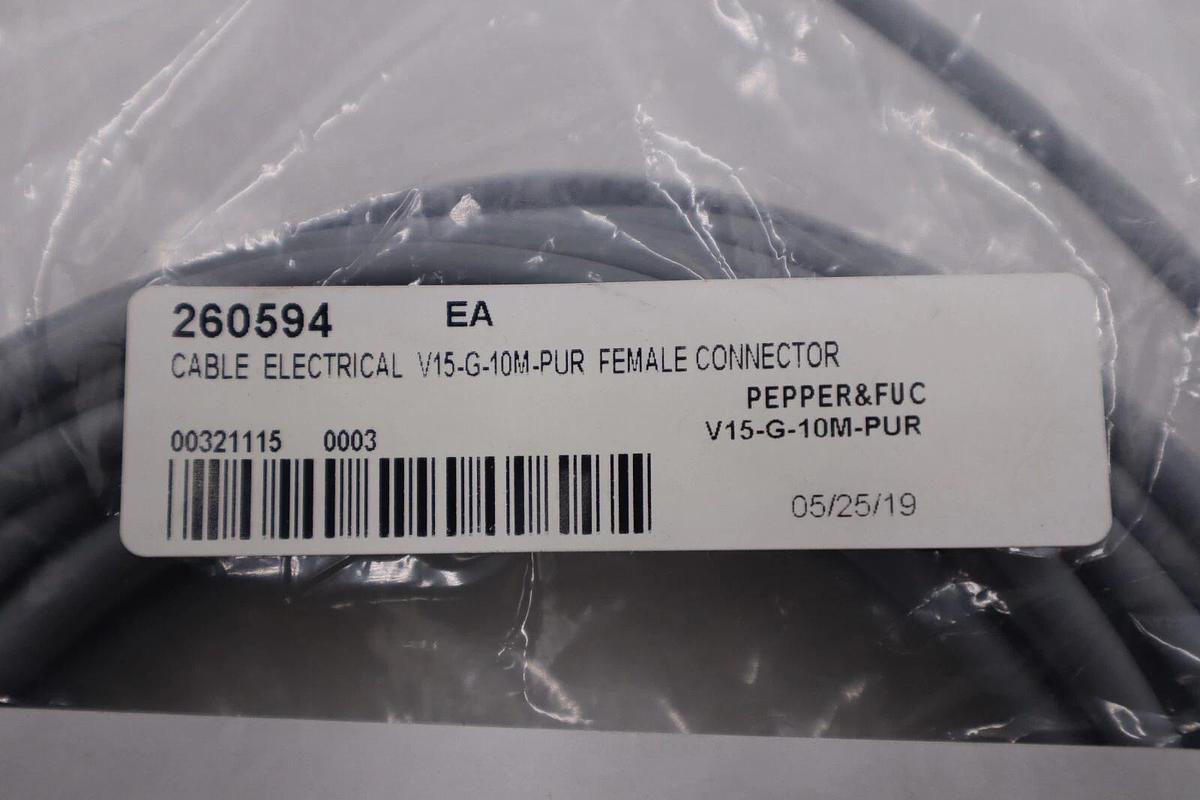 260594 EA
CABLE ELECTRICAL V15-G-10M-PUR FEMALE CONNECTOR
PEPPER&FUC
V15-G-10M-PUR
00321115 0003
05/25/19